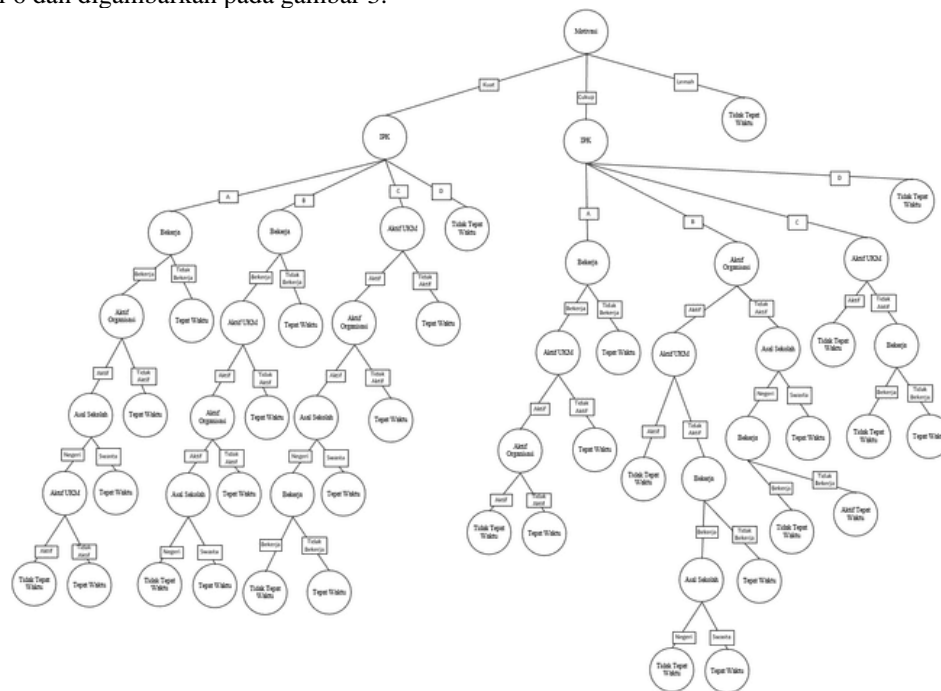 6 dan digambarkan pada gambar 3.
Motivasi
Kuat
Cukup
Lemah
IPK
IPK
Tidak Tepat
Waktu
A
B
C
D
A
B
C
D
Bekerja
Bekerja
Aktif UKM
Tidak Tepat
Waktu
Bekerja
Aktif
Organisasi
Aktif UKM
Tidak Tepat
Waktu
Bekerja
Tidak
Bekerja
Bekerja
Tidak
Bekerja
Aktif
Tidak
Aktif
Bekerja
Tidak
Bekerja
Aktif
Tidak
Aktif
Aktif
Tidak
Aktif
Aktif
Organisasi
Tepat Waktu
Aktif UKM
Tepat Waktu
Aktif
Organisasi
Tepat Waktu
Aktif UKM
Tepat Waktu
Aktif UKM
Asal Sekolah
Tidak Tepat
Waktu
Bekerja
Aktif
Tidak
Aktif
Aktif
Tidak
Aktif
Aktif
Tidak
Aktif
Aktif
Tidak
Aktif
Aktif
Tidak
Aktif
Negeri
Swasta
Bekerja
Tidak
Bekerja
Asal Sekolah
Tepat Waktu
Aktif
Organisasi
Tepat Waktu
Asal Sekolah
Tepat Waktu
Aktif
Organisasi
Tepat Waktu
Tidak Tepat
Waktu
Bekerja
Bekerja
Tepat Waktu
Tidak Tepat
Waktu
Tepat Waktu
Negeri
Swasta
Aktif
Tidak
Aktif
Negeri
Swasta
Aktif
Tidak
Aktif
Bekerja
Tidak
Bekerja
Bekerja
Tidak
Bekerja
Aktif UKM
Tepat Waktu
Asal Sekolah
Tepat Waktu
Bekerja
Tepat Waktu
Tidak Tepat
Waktu
Tepat Waktu
Asal Sekolah
Tepat Waktu
Tidak Tepat
Waktu
Aktif Tepat
Waktu
Aktif
Tidak
Aktif
Negeri
Swasta
Bekerja
Tidak
Bekerja
Negeri
Swasta
Tidak Tepat
Waktu
Tepat Waktu
Tidak Tepat
Waktu
Tepat Waktu
Tidak Tepat
Waktu
Tepat Waktu
Tidak Tepat
Waktu
Tepat Waktu